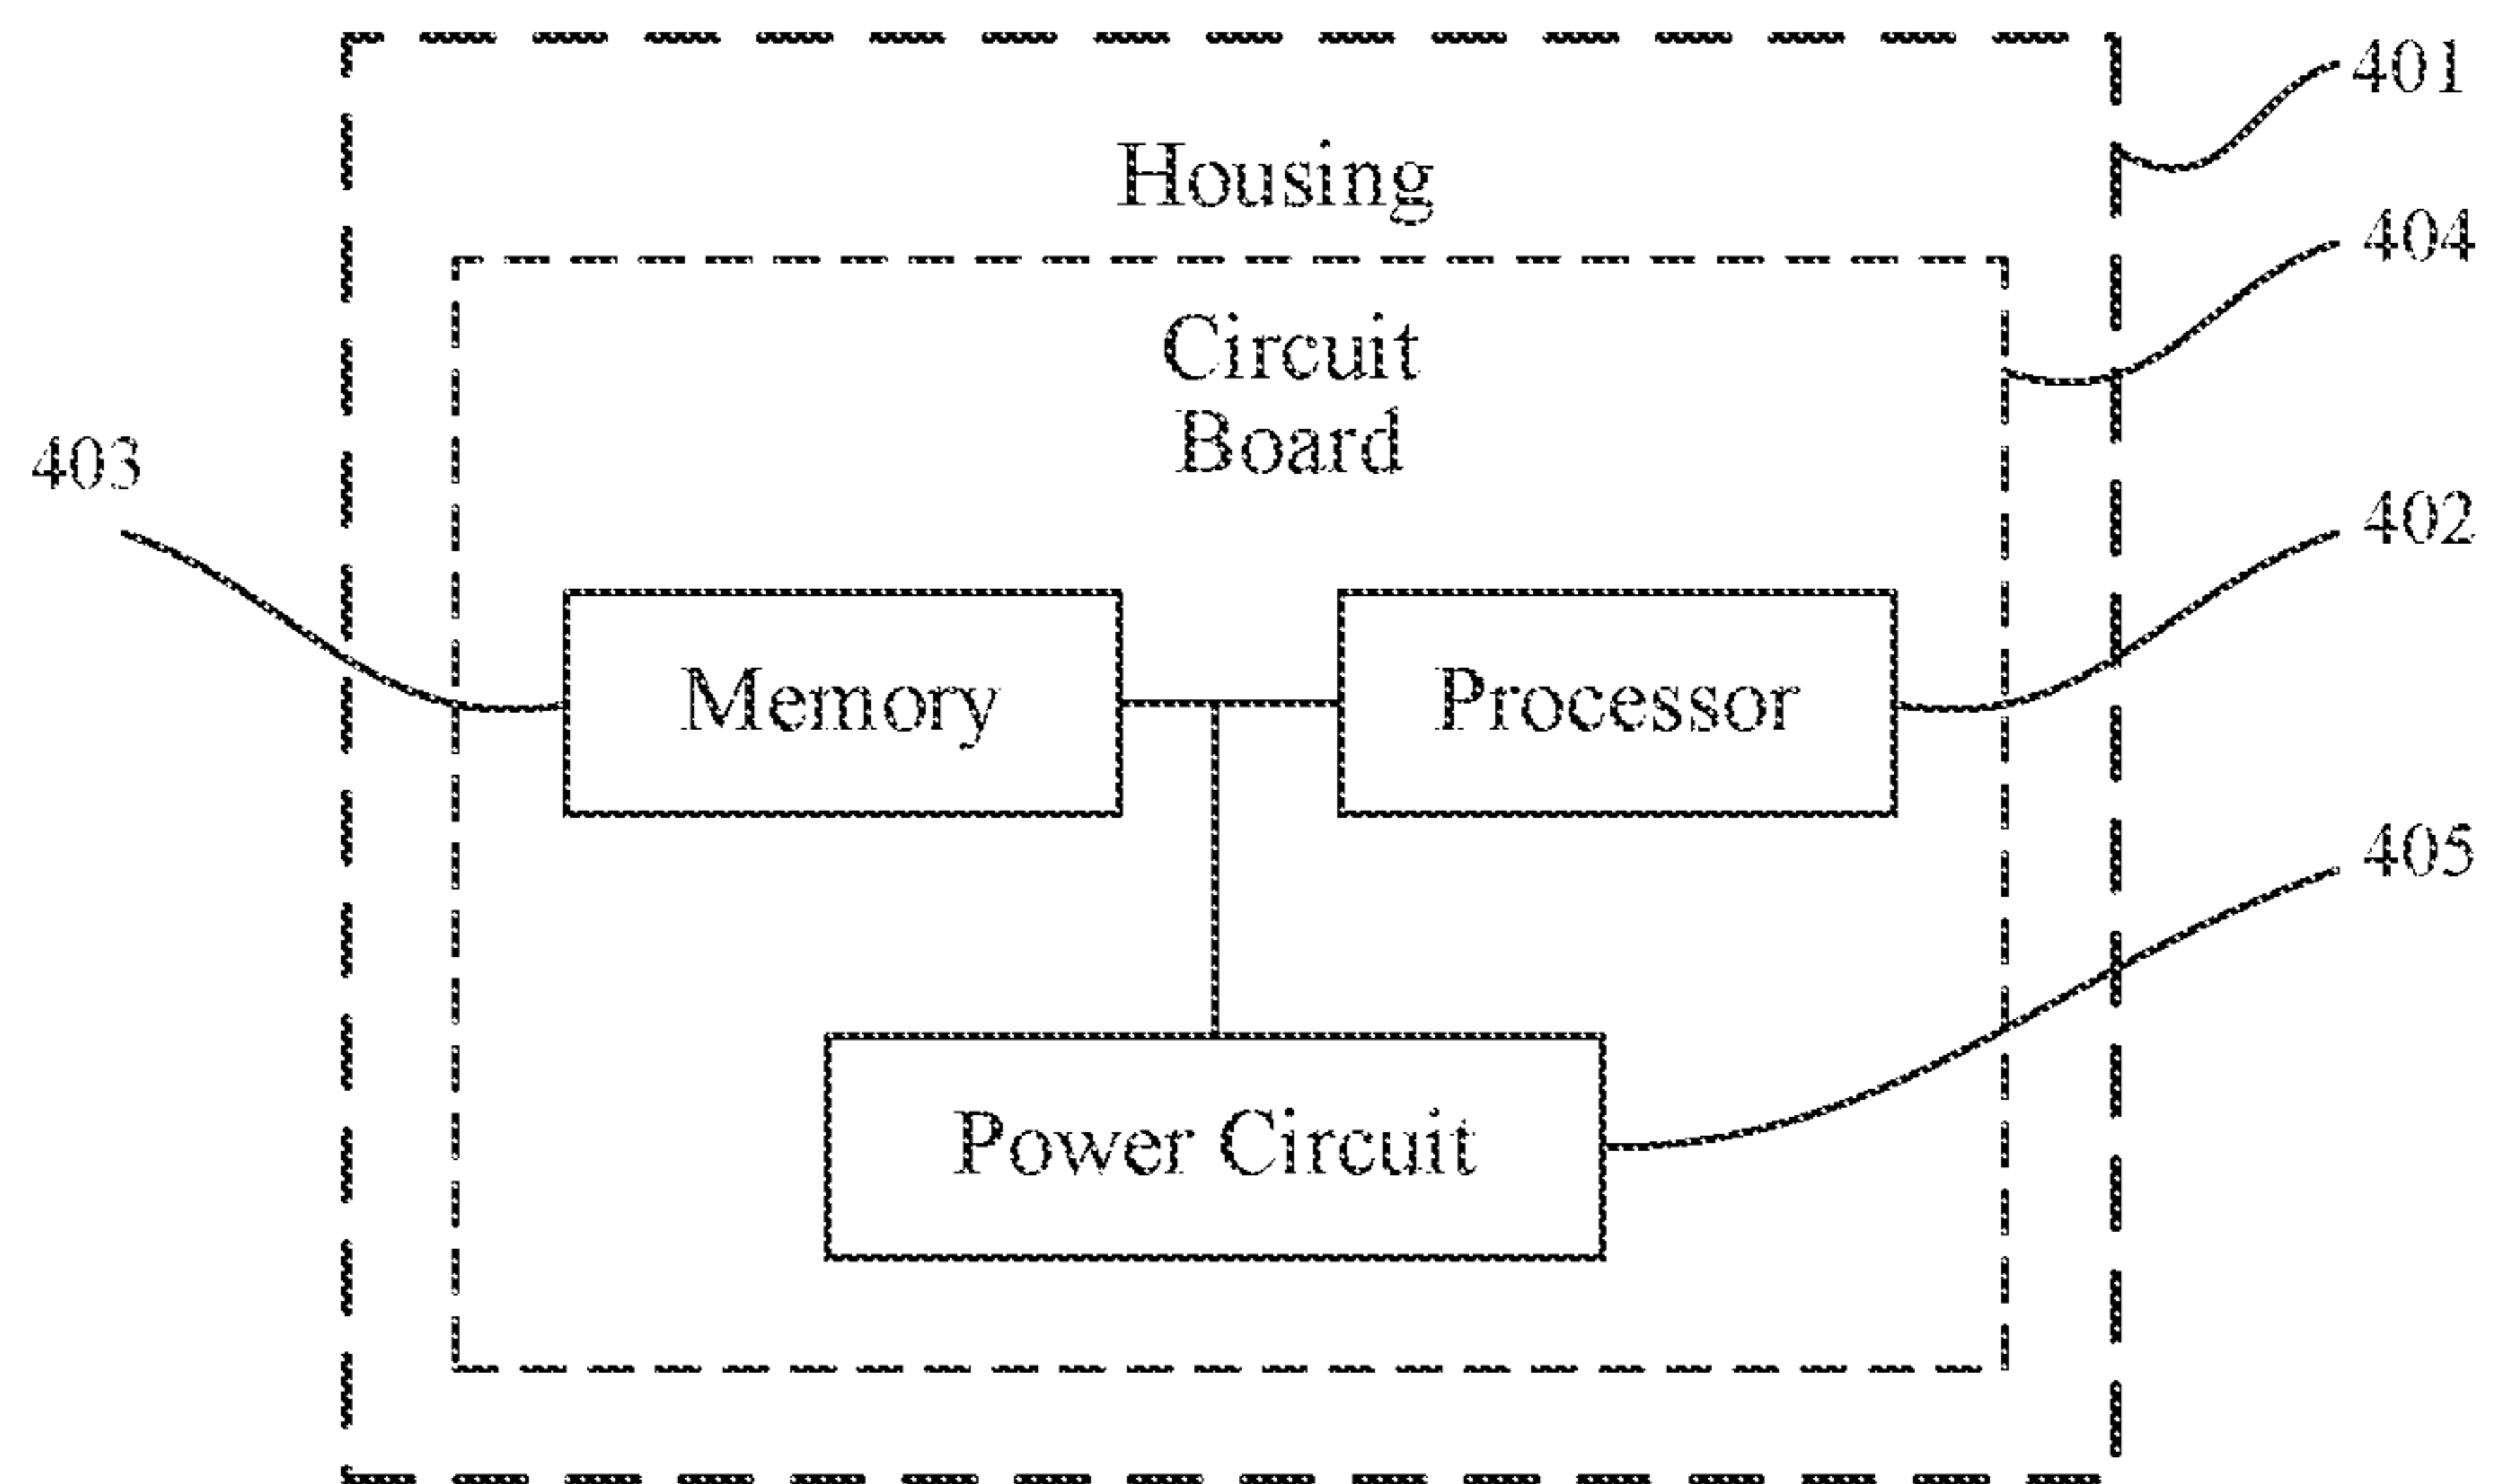 401
Housing
404
Circuit
Board
403
402
Memory
Processor
405
Power Circuit